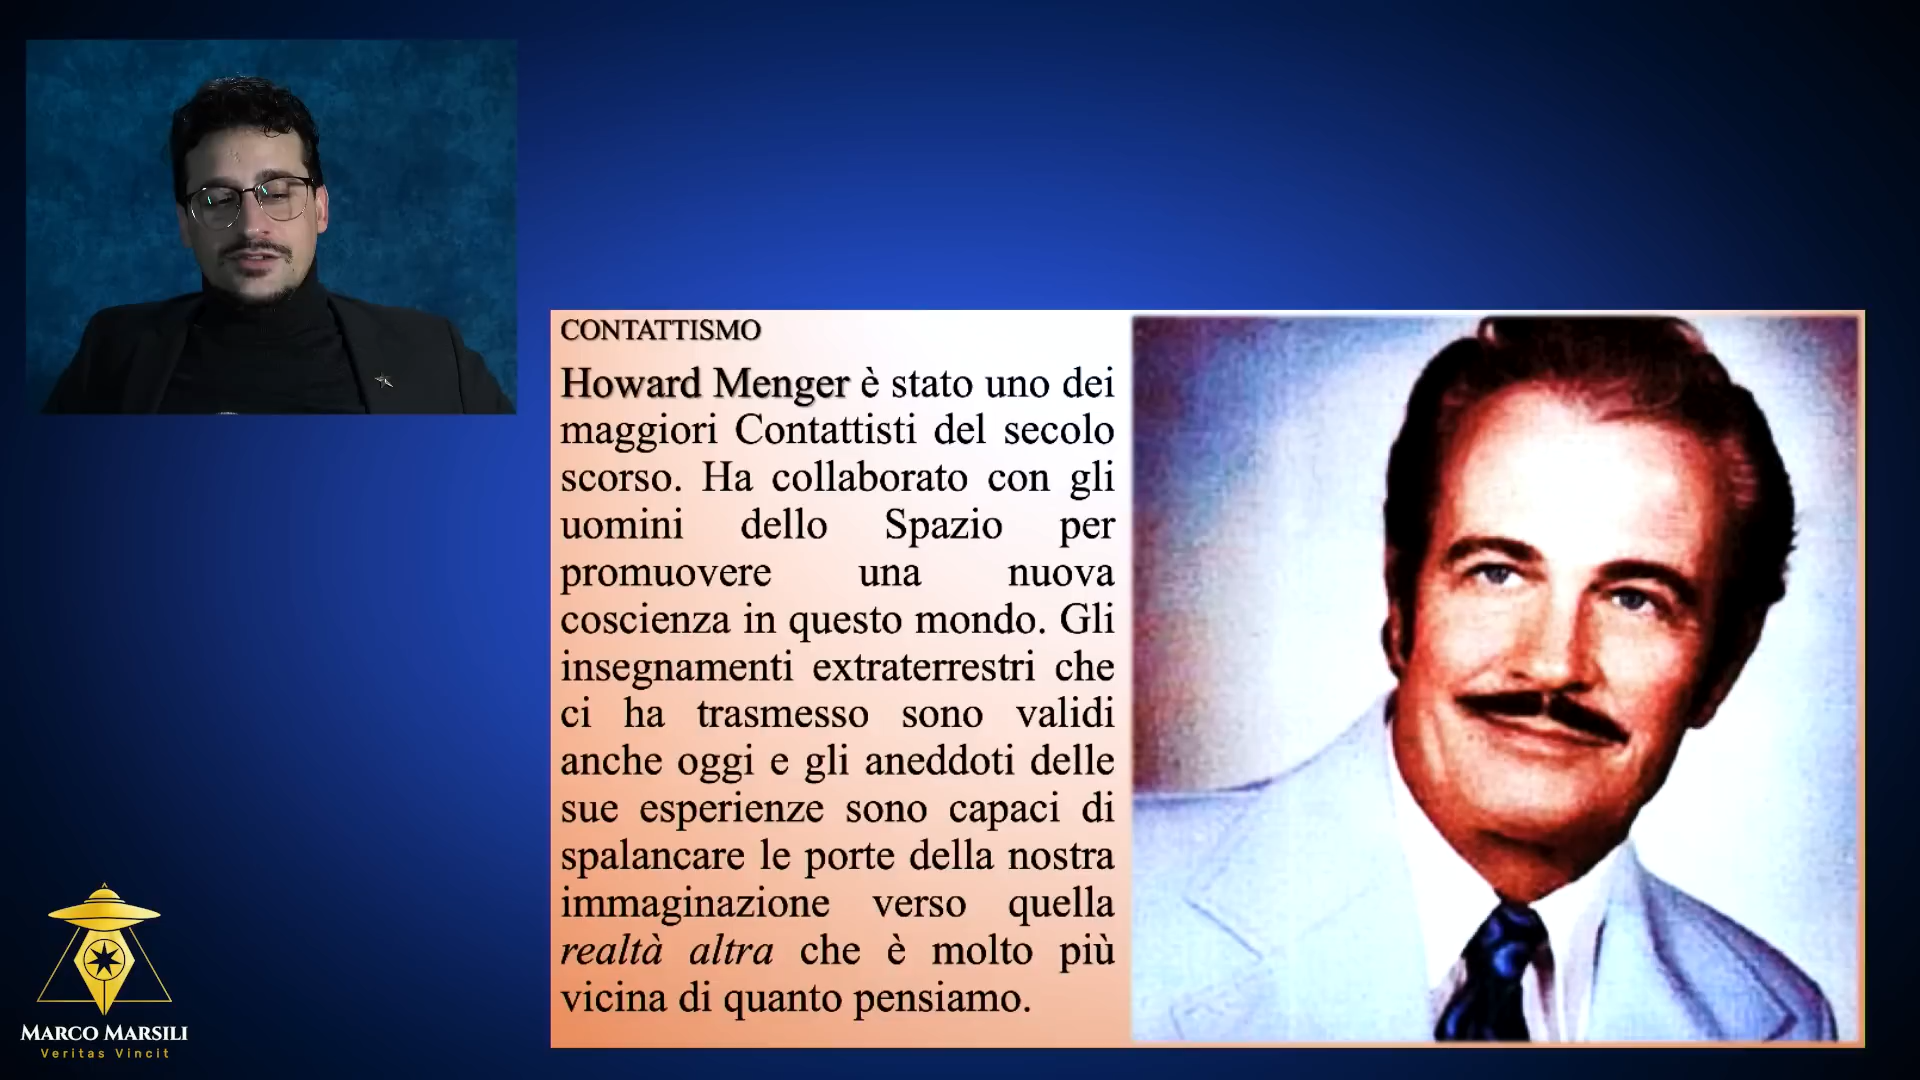 CONTATTISMO
Howard Menger è stato uno dei
maggiori Contattisti del secolo
scorso. Ha collaborato con gli
uomini dello Spazio per
promuovere una nuova
coscienza in questo mondo. Gli
insegnamenti extraterrestri che
ci ha trasmesso sono validi
anche oggi e gli aneddoti delle
sue esperienze sono capaci di
spalancare le porte della nostra
immaginazione verso quella
realtà altra che è molto più
vicina di quanto pensiamo.
MARCO MARSILI
Veritas Vincit